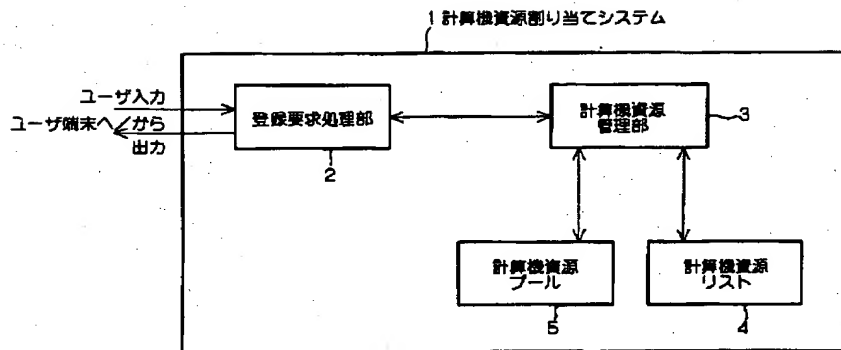 1 計算機資源割り当てシステム
ユーザ入力
ユーザ端末へ／から
出力
登録要求処理部
2
計算機資源
管理部
3
計算機資源
プール
5
計算機資源
リスト
4